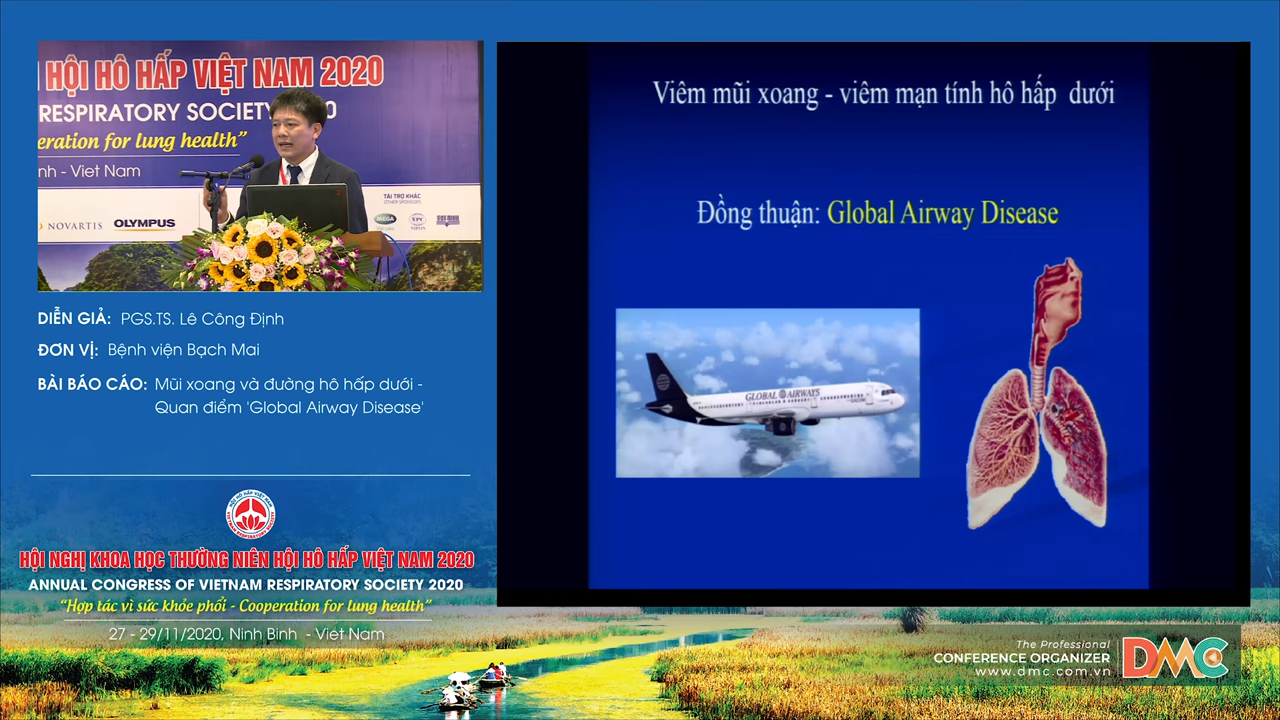 HỘI HÔ HẤP VIỆT NAM 2020
RESPIRATORY SOCIETY
eration for lung health”
nh - Viet Nam
TÀI TRỢ KHÁC
NOVARTIS
OLYMPUS
MEGA
DIỄN GIẢ: PGS.TS. Lê Công Định
ĐƠN VỊ: Bệnh viện Bạch Mai
BÀI BÁO CÁO: Mũi xoang và đường hô hấp dưới -
Quan điểm 'Global Airway Disease'
HỘI NGHỊ KHOA HỌC THƯỜNG NIÊN HỘI HÔ HẤP VIỆT NAM 2020
ANNUAL CONGRESS OF VIETNAM RESPIRATORY SOCIETY 2020
“Hợp tác vì sức khỏe phổi - Cooperation for lung health”
27 - 29/11/2020, Ninh Binh - Viet Nam
Viêm mũi xoang - viêm mạn tính hô hấp dưới
Đồng thuận: Global Airway Disease
GLOBAL AIRWAYS
The Professional
CONFERENCE ORGANIZER
www.dmc.com.vn
DMC